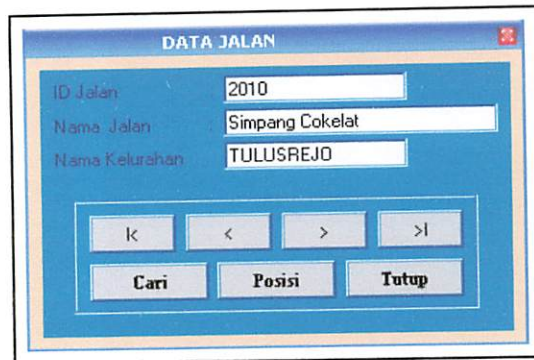 DATA JALAN
ID Jalan 2010
Nama Jalan Simpang Cokelat
Nama Kelurahan TULUSREJO
|< < > >|
Cari Posisi Tutup